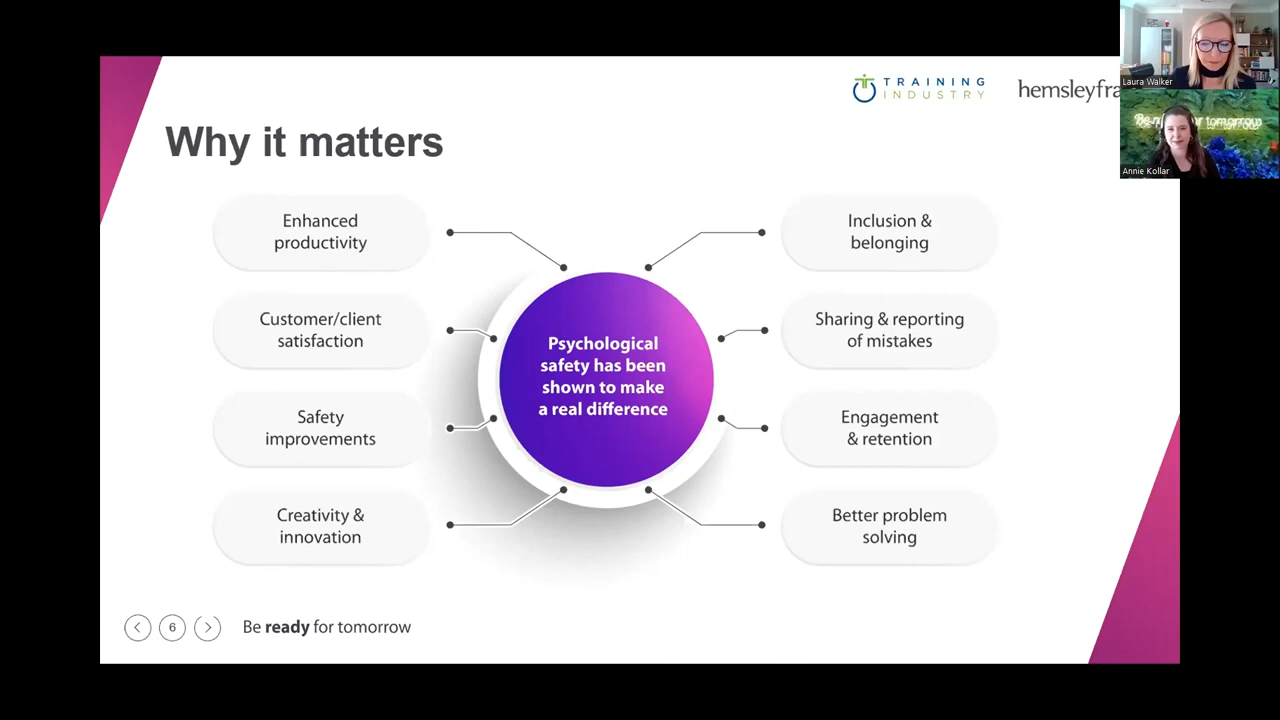 TRAINING
INDUSTRY
hemsleyfra
Laura Walker
Annie Kollar
Why it matters
Enhanced
productivity
Customer/client
satisfaction
Safety
improvements
Creativity &
innovation
Psychological
safety has been
shown to make
a real difference
Inclusion &
belonging
Sharing & reporting
of mistakes
Engagement
& retention
Better problem
solving
6
Be ready for tomorrow